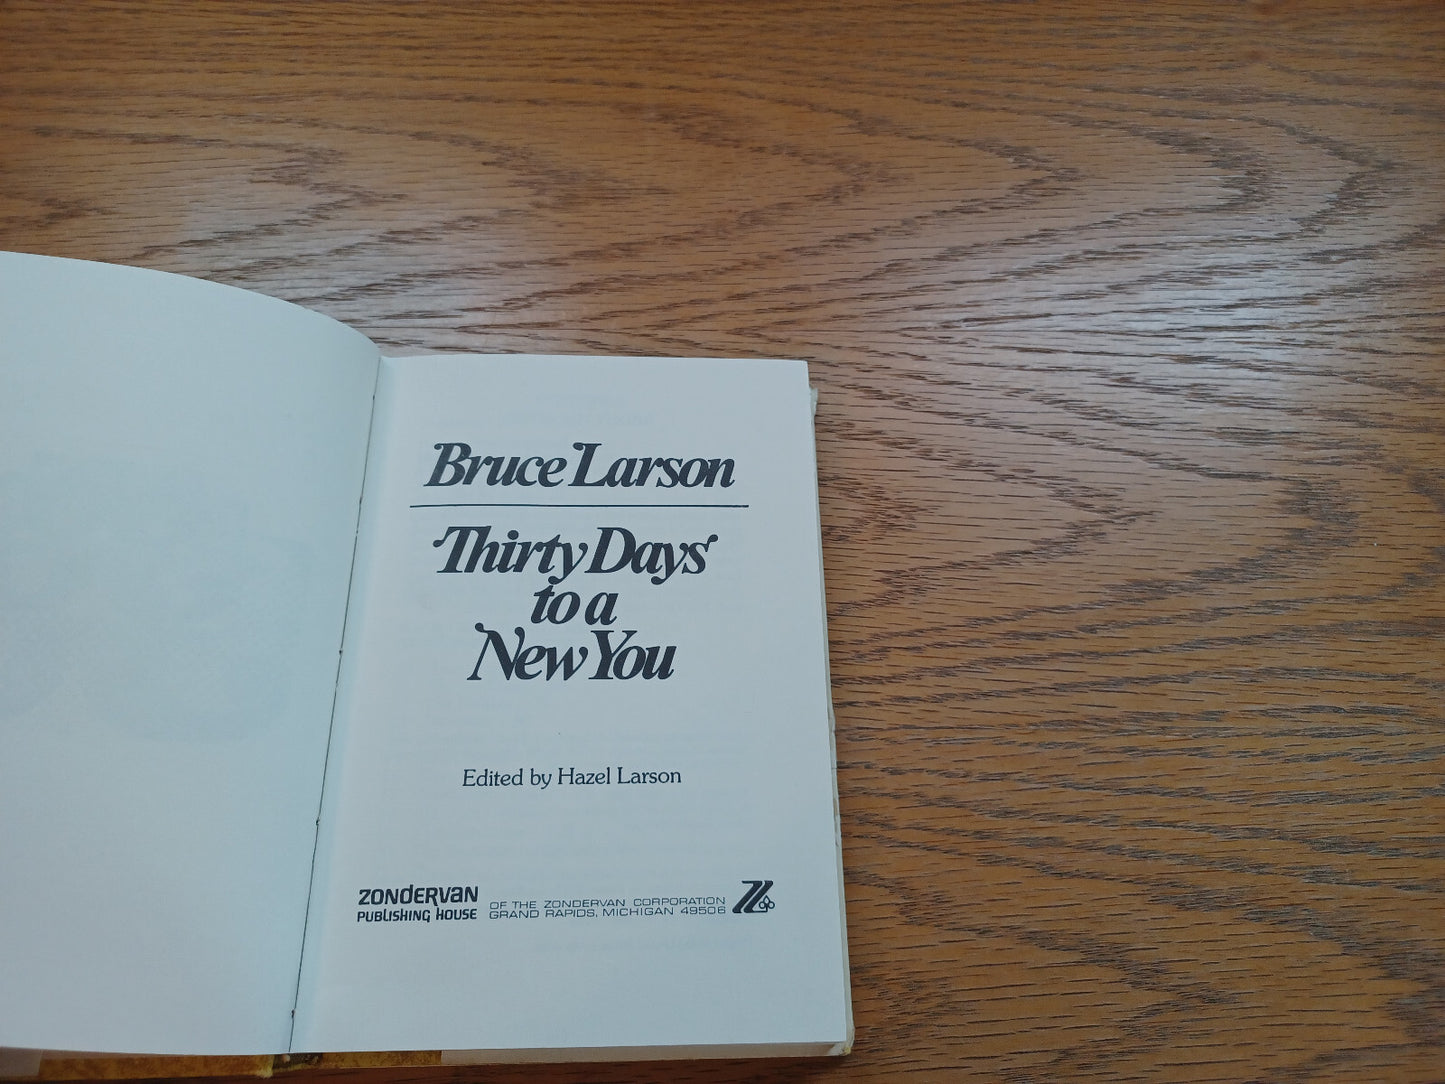 Bruce Larson
Thirty Days
to a
New You
Edited by Hazel Larson
ZONDERVAN
PUBLISHING HOUSE
OF THE ZONDERVAN CORPORATION
GRAND RAPIDS, MICHIGAN 49506